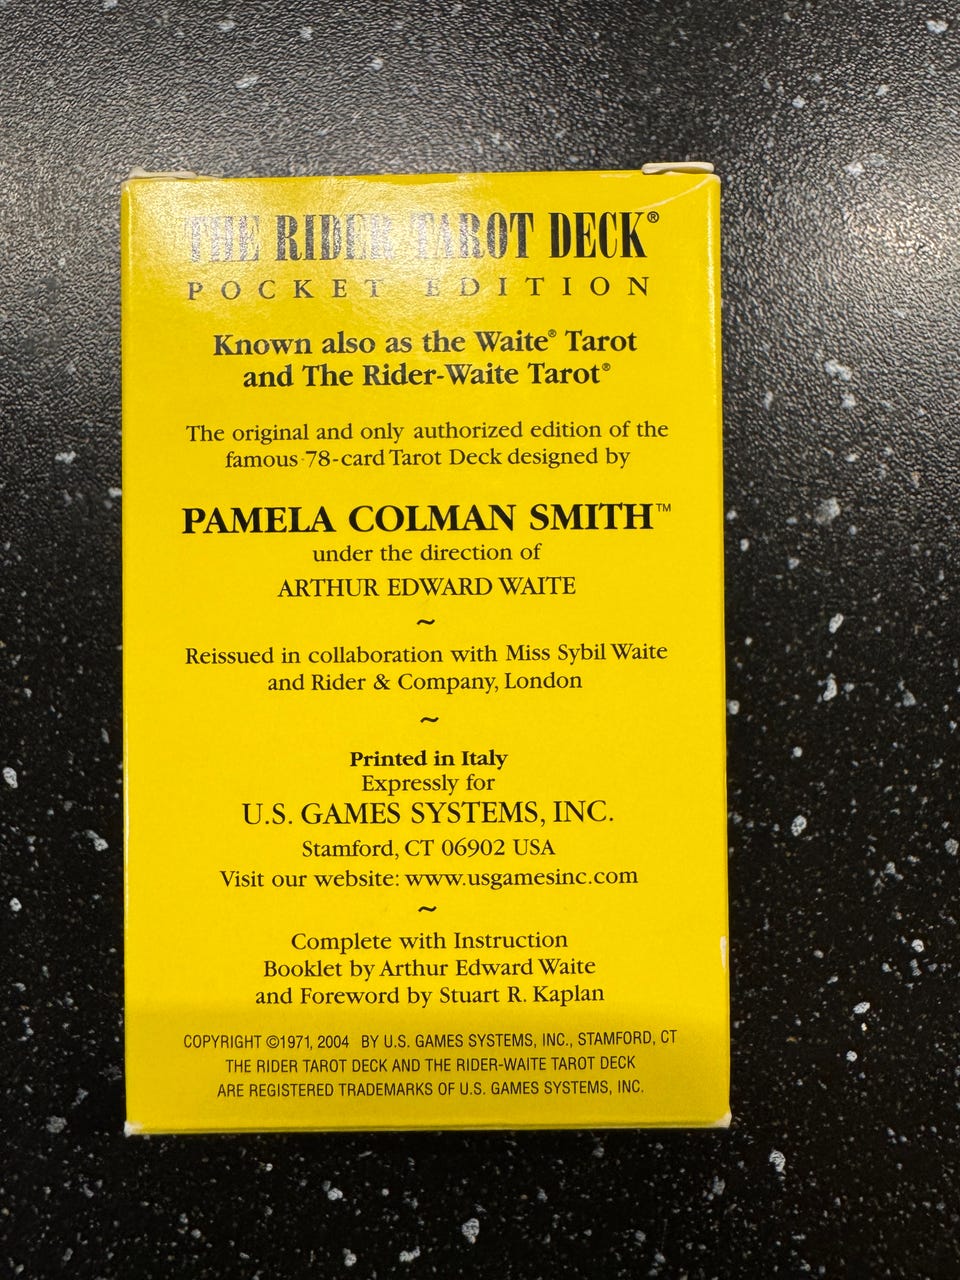 THE RIDER TAROT DECK®
POCKET EDITION
Known also as the Waite® Tarot
and The Rider-Waite Tarot®
The original and only authorized edition of the
famous 78-card Tarot Deck designed by
PAMELA COLMAN SMITH™
under the direction of
ARTHUR EDWARD WAITE
~
Reissued in collaboration with Miss Sybil Waite
and Rider & Company, London
~
Printed in Italy
Expressly for
U.S. GAMES SYSTEMS, INC.
Stamford, CT 06902 USA
Visit our website: www.usgamesinc.com
~
Complete with Instruction
Booklet by Arthur Edward Waite
and Foreword by Stuart R. Kaplan
COPYRIGHT ©1971, 2004 BY U.S. GAMES SYSTEMS, INC., STAMFORD, CT
THE RIDER TAROT DECK AND THE RIDER-WAITE TAROT DECK
ARE REGISTERED TRADEMARKS OF U.S. GAMES SYSTEMS, INC.